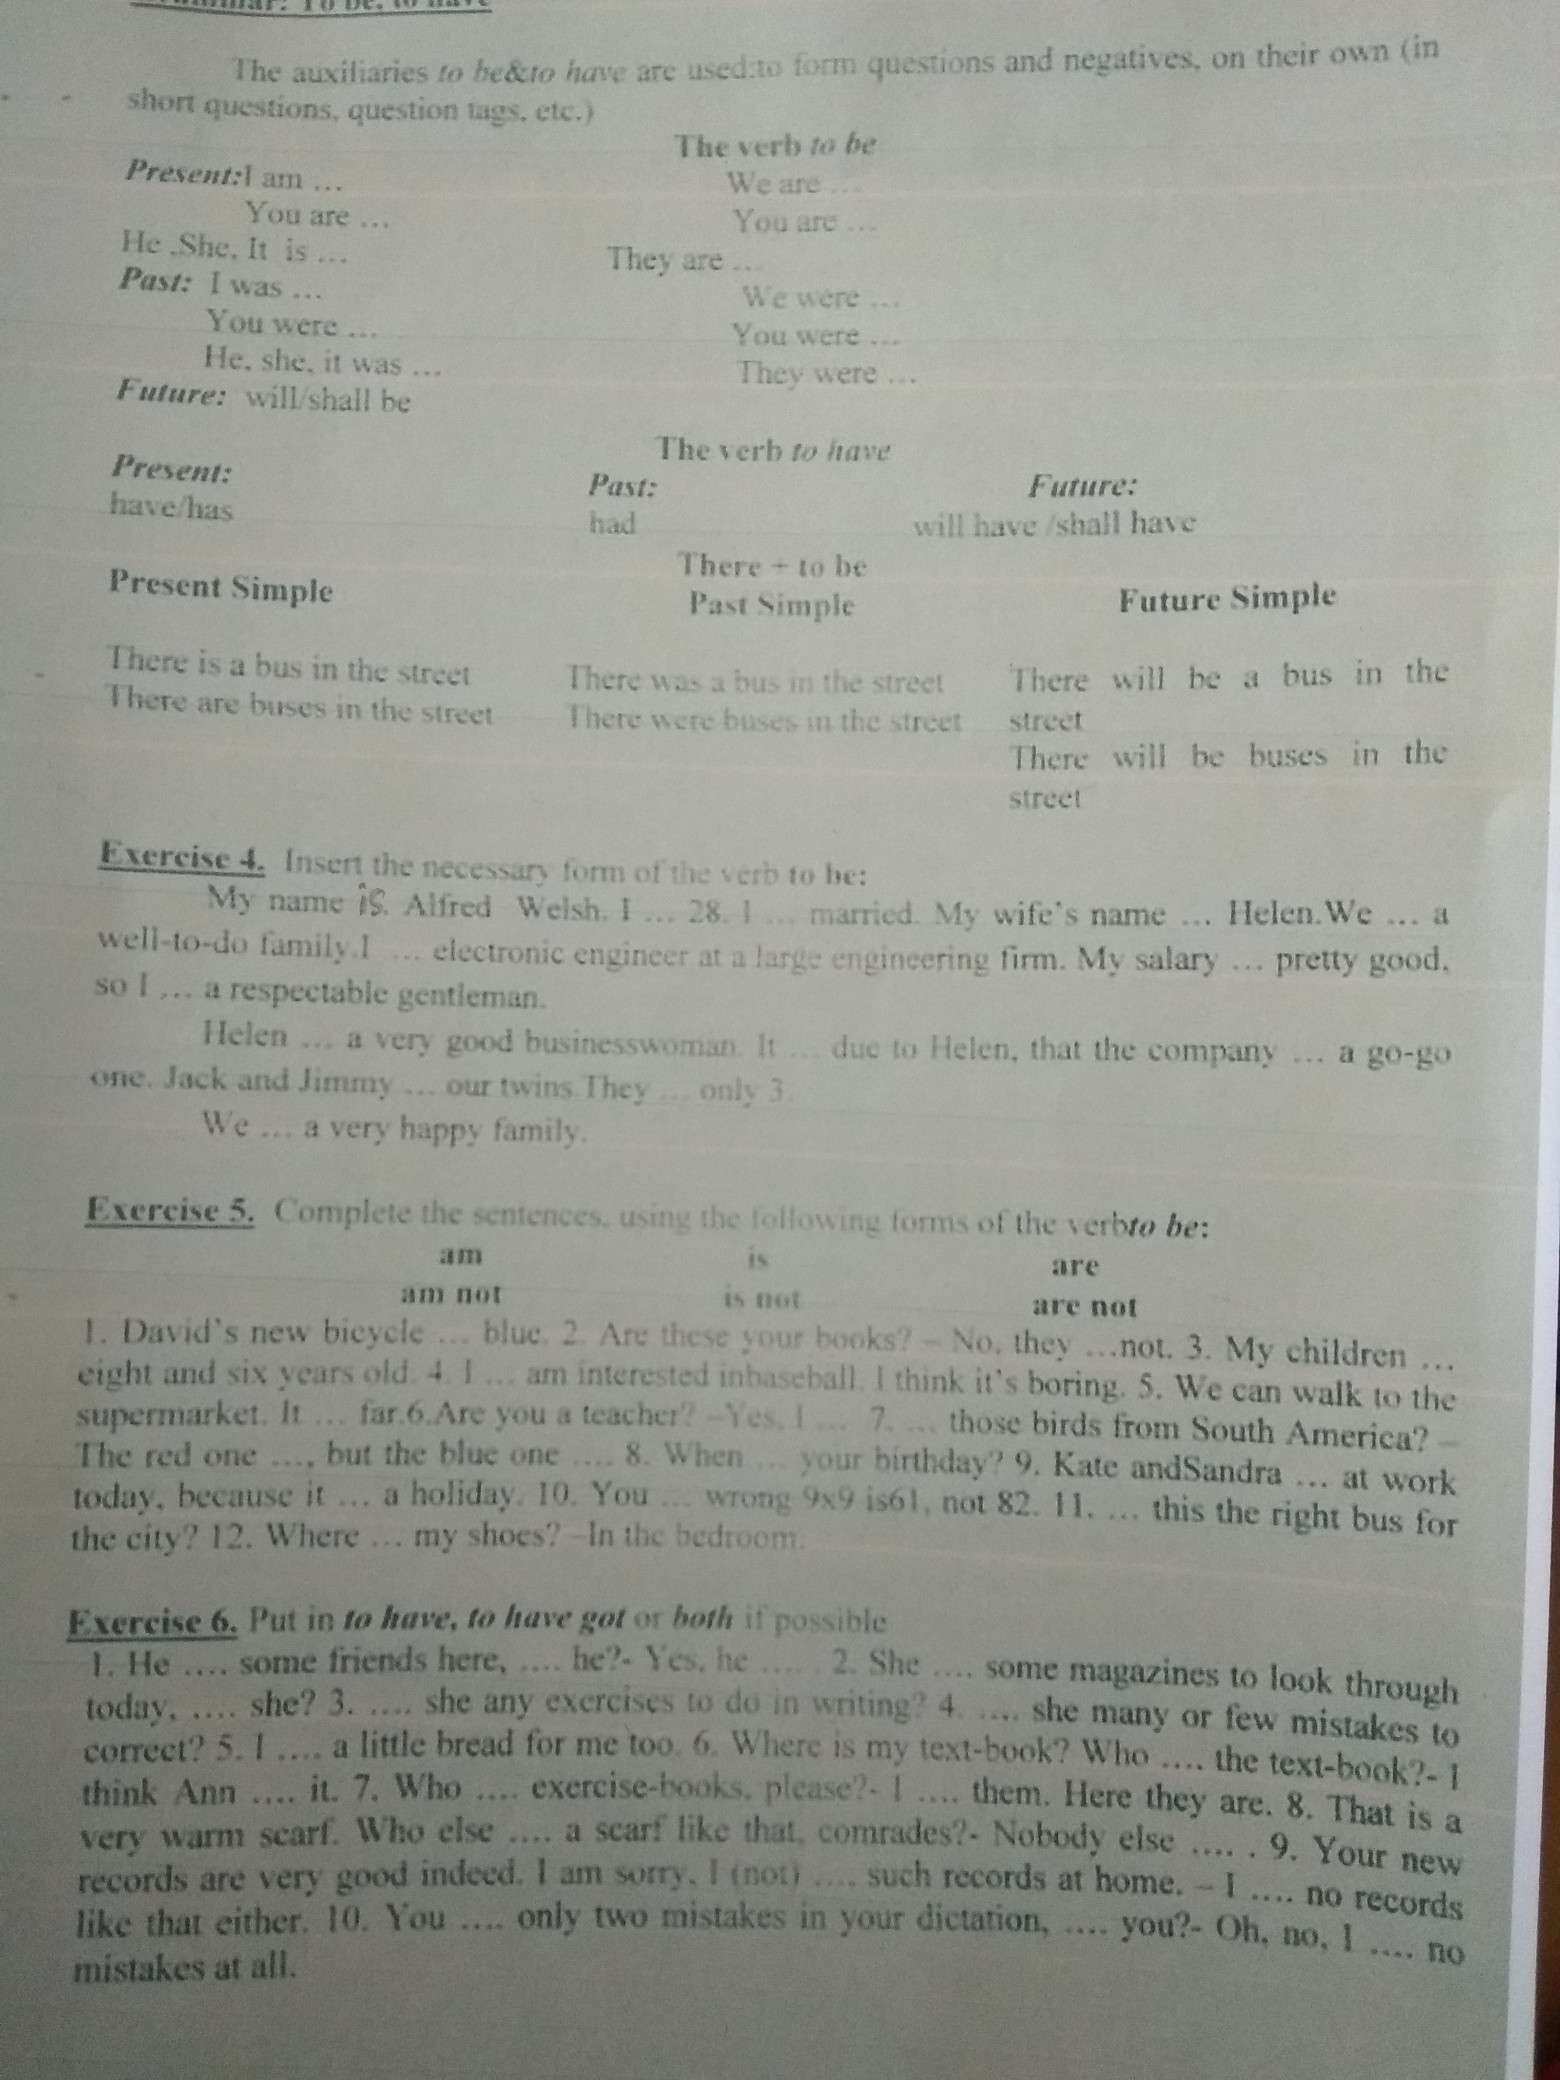 Grammar: To be, to have
The auxiliaries to be&to have are used:to form questions and negatives, on their own (in
short questions, question tags, etc.)
The verb to be
Present:I am ... We are ...
You are ... You are ...
He ,She, It is ... They are ...
Past: I was ... We were ...
You were ... You were ...
He, she, it was ... They were ...
Future: will/shall be
The verb to have
Present: Past: Future:
have/has had will have /shall have
There + to be
Present Simple Past Simple Future Simple
There is a bus in the street There was a bus in the street There will be a bus in the
There are buses in the street There were buses in the street street
There will be buses in the
street
Exercise 4. Insert the necessary form of the verb to be:
My name is. Alfred Welsh. I ... 28. I ... married. My wife's name ... Helen.We ... a
well-to-do family.I ... electronic engineer at a large engineering firm. My salary ... pretty good,
so I ... a respectable gentleman.
Helen ... a very good businesswoman. It ... due to Helen, that the company ... a go-go
one. Jack and Jimmy ... our twins.They ... only 3.
We ... a very happy family.
Exercise 5. Complete the sentences, using the following forms of the verbto be:
am is are
am not is not are not
1. David's new bicycle ... blue. 2. Are these your books? – No, they ...not. 3. My children ...
eight and six years old. 4. I ... am interested inbaseball. I think it's boring. 5. We can walk to the
supermarket. It ... far.6.Are you a teacher? –Yes, I ... 7. ... those birds from South America? –
The red one ..., but the blue one .... 8. When ... your birthday? 9. Kate andSandra ... at work
today, because it ... a holiday. 10. You ... wrong 9x9 is61, not 82. 11. ... this the right bus for
the city? 12. Where ... my shoes? –In the bedroom.
Exercise 6. Put in to have, to have got or both if possible
1. He .... some friends here, .... he?- Yes, he .... . 2. She .... some magazines to look through
today, .... she? 3. .... she any exercises to do in writing? 4. .... she many or few mistakes to
correct? 5. I .... a little bread for me too. 6. Where is my text-book? Who .... the text-book?- I
think Ann .... it. 7. Who .... exercise-books, please?- I .... them. Here they are. 8. That is a
very warm scarf. Who else .... a scarf like that, comrades?- Nobody else .... . 9. Your new
records are very good indeed. I am sorry, I (not) .... such records at home. – I .... no records
like that either. 10. You .... only two mistakes in your dictation, .... you?- Oh, no, I .... no
mistakes at all.